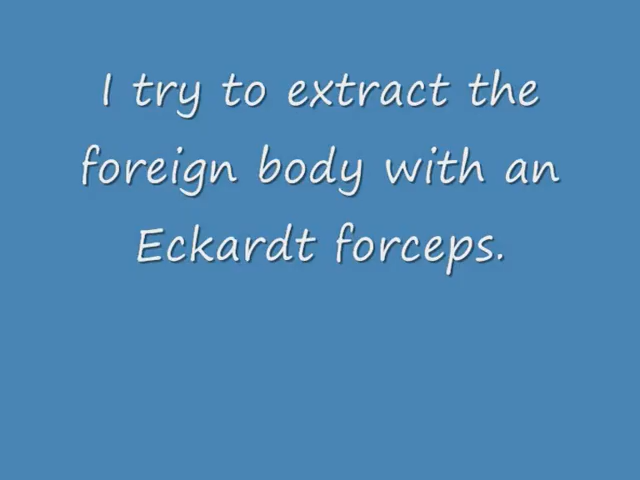 I try to extract the
foreign body with an
Eckardt forceps.